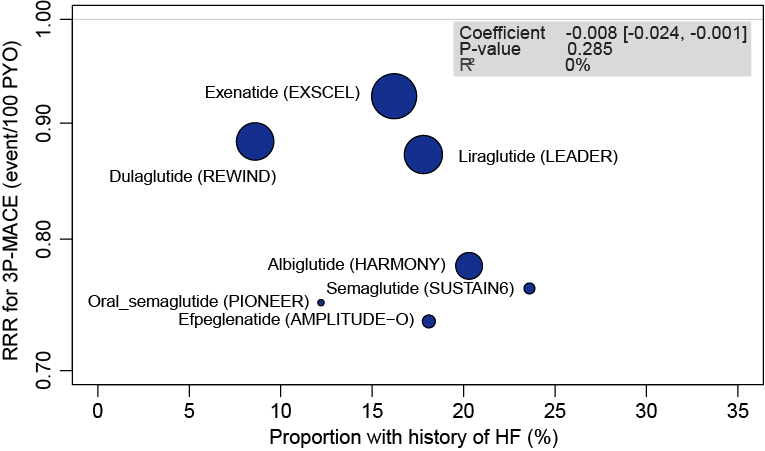 Coefficient -0.008 [-0.024, -0.001]
P-value 0.285
R² 0%
RRR for 3P-MACE (event/100 PYO)
1.00
0.90
0.80
0.70
Exenatide (EXSCEL)
Dulaglutide (REWIND)
Liraglutide (LEADER)
Albiglutide (HARMONY)
Semaglutide (SUSTAIN6)
Oral_semaglutide (PIONEER)
Efpeglenatide (AMPLITUDE−O)
0 5 10 15 20 25 30 35
Proportion with history of HF (%)